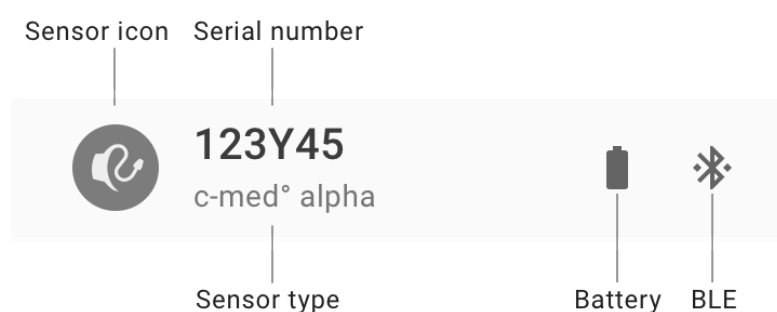 Sensor icon Serial number
123Y45
c-med° alpha
Sensor type Battery BLE